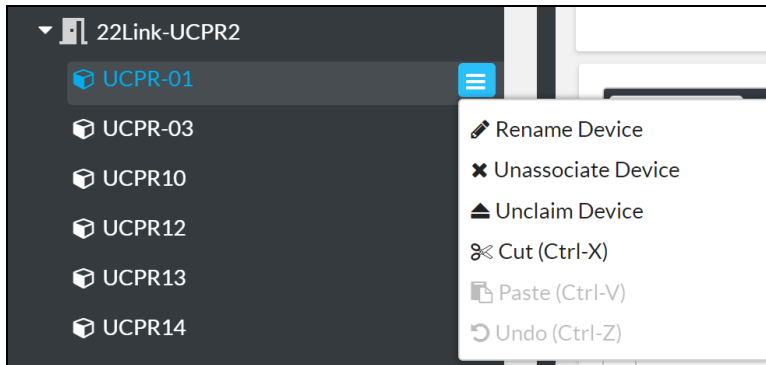 22Link-UCPR2
UCPR-01
UCPR-03
UCPR10
UCPR12
UCPR13
UCPR14
Rename Device
Unassociate Device
Unclaim Device
Cut (Ctrl-X)
Paste (Ctrl-V)
Undo (Ctrl-Z)